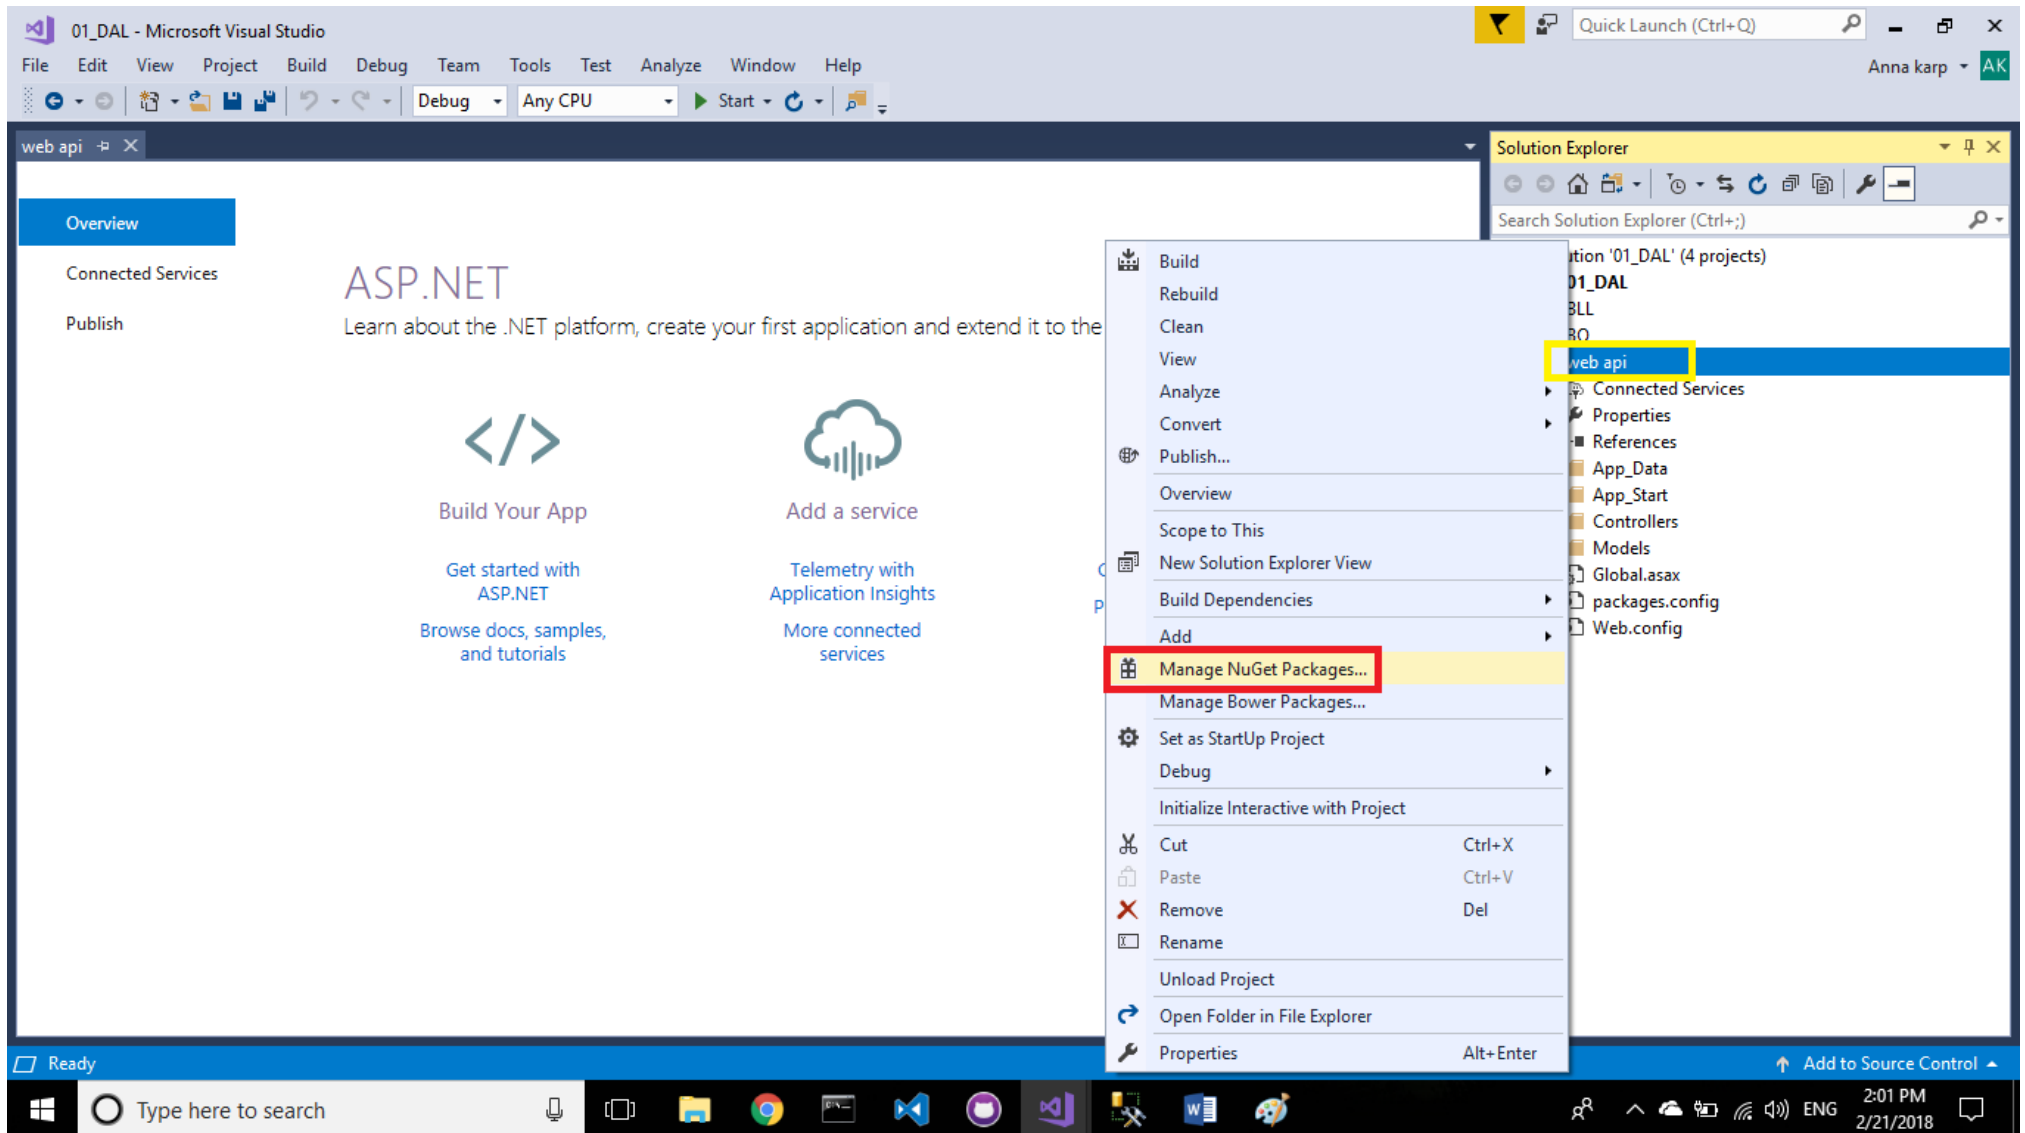 01_DAL - Microsoft Visual Studio
Quick Launch (Ctrl+Q)
File Edit View Project Build Debug Team Tools Test Analyze Window Help
Anna karp AK
Debug Any CPU Start
web api
Solution Explorer
Search Solution Explorer (Ctrl+;)
Overview
Connected Services
Publish
ASP.NET
Learn about the .NET platform, create your first application and extend it to the
Build Your App
Get started with
ASP.NET
Browse docs, samples,
and tutorials
Add a service
Telemetry with
Application Insights
More connected
services
Build
Rebuild
Clean
View
Analyze
Convert
Publish...
Overview
Scope to This
New Solution Explorer View
Build Dependencies
Add
Manage NuGet Packages...
Manage Bower Packages...
Set as StartUp Project
Debug
Initialize Interactive with Project
Cut Ctrl+X
Paste Ctrl+V
Remove Del
Rename
Unload Project
Open Folder in File Explorer
Properties Alt+Enter
'01_DAL' (4 projects)
01_DAL
BLL
web api
Connected Services
Properties
References
App_Data
App_Start
Controllers
Models
Global.asax
packages.config
Web.config
Ready
Add to Source Control
Type here to search
ENG
2:01 PM
2/21/2018